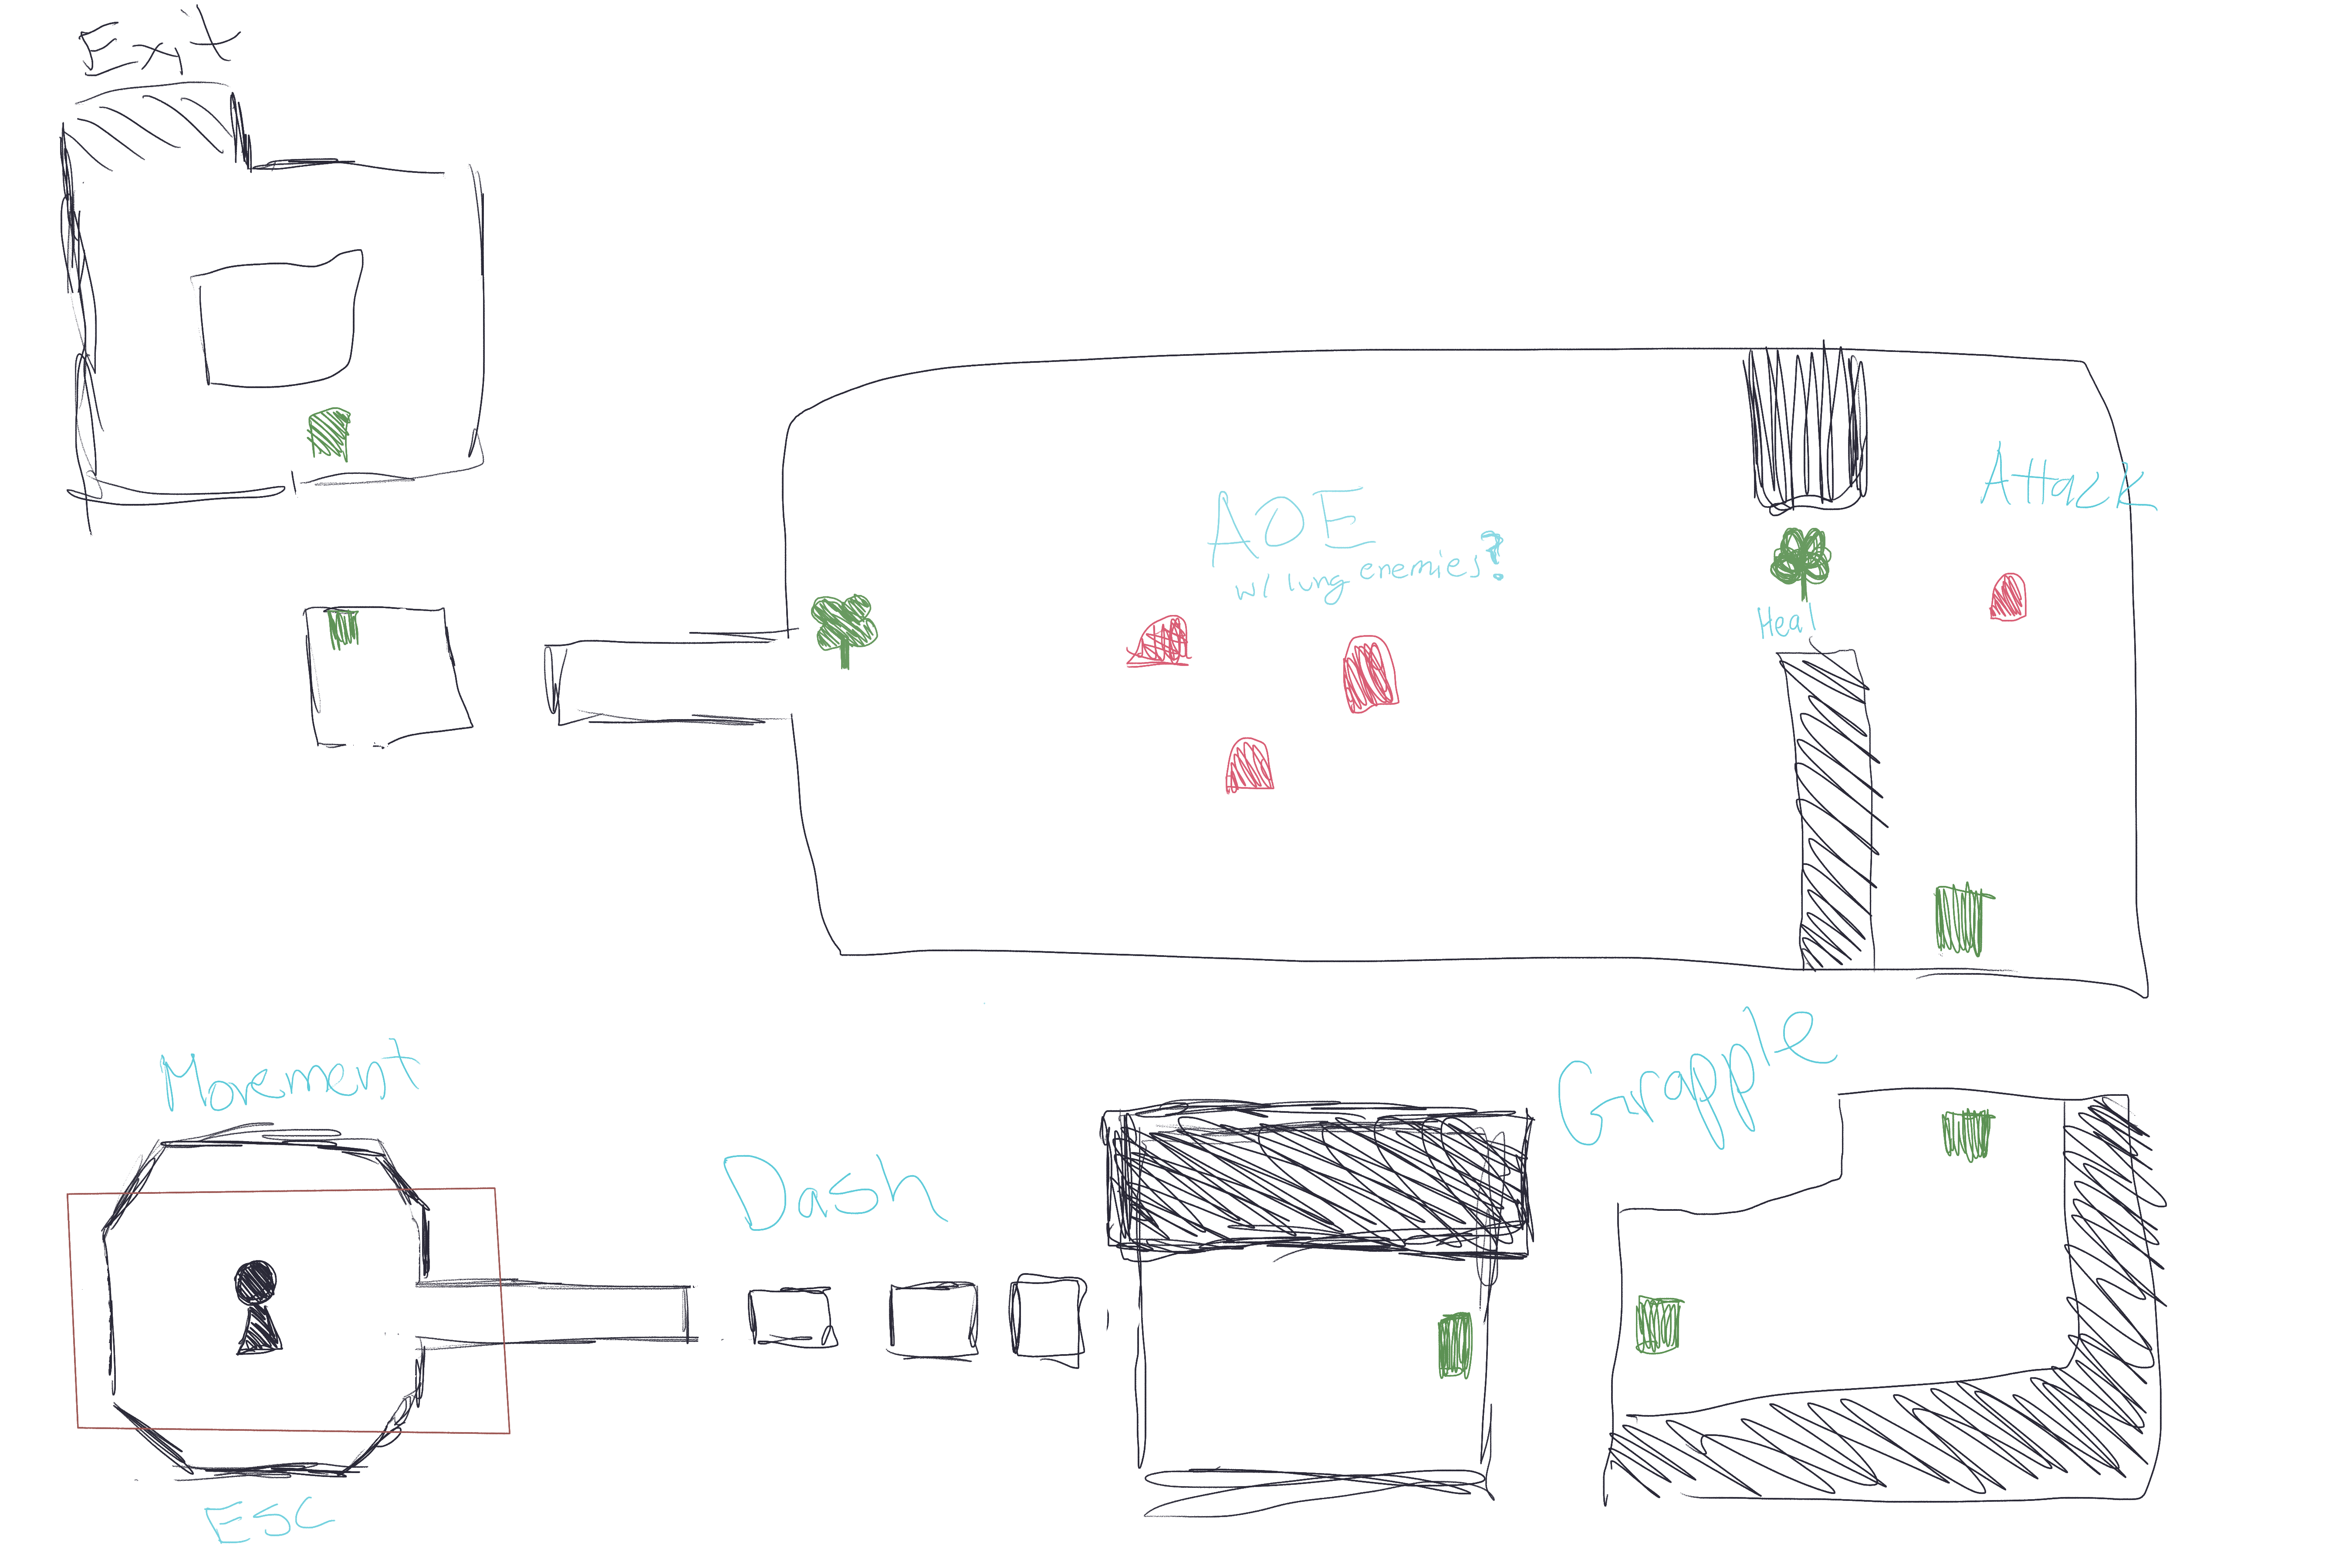 Exit
Attack
AOE
w/ lung enemies?
Heal
Movement
Grapple
Dash
ESC